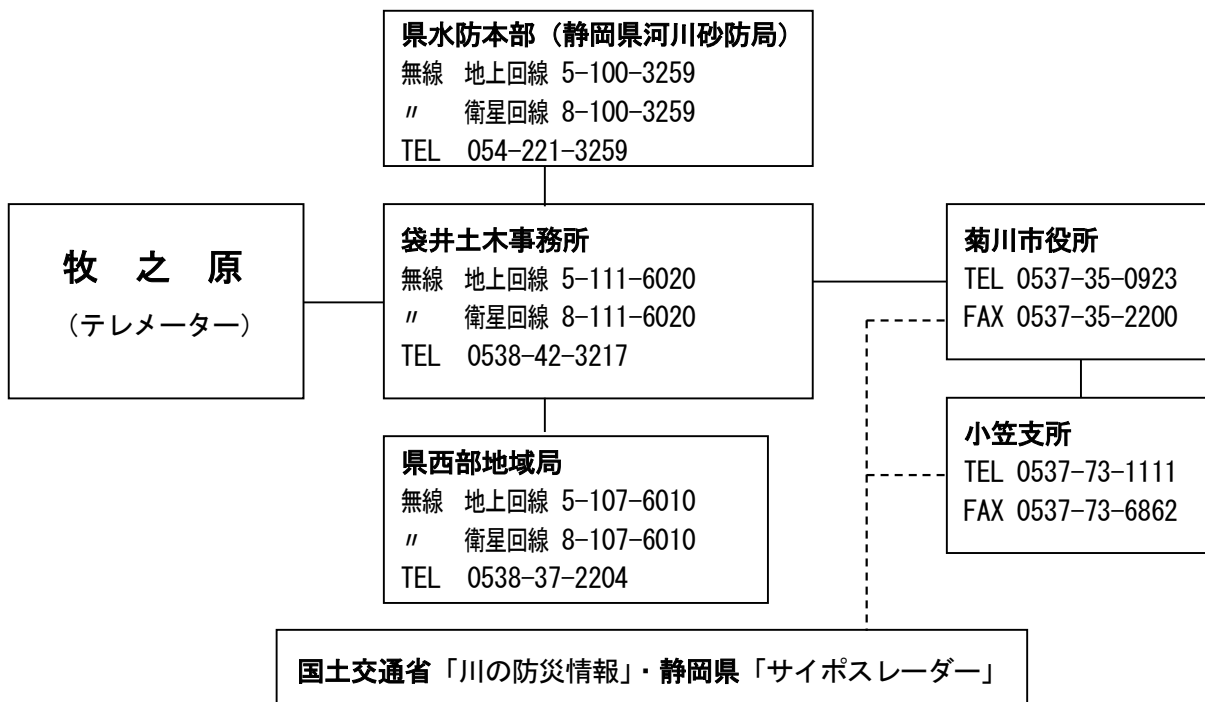 県水防本部（静岡県河川砂防局）
無線 地上回線 5-100-3259
〃 衛星回線 8-100-3259
TEL 054-221-3259
牧 之 原
（テレメーター）
袋井土木事務所
無線 地上回線 5-111-6020
〃 衛星回線 8-111-6020
TEL 0538-42-3217
菊川市役所
TEL 0537-35-0923
FAX 0537-35-2200
県西部地域局
無線 地上回線 5-107-6010
〃 衛星回線 8-107-6010
TEL 0538-37-2204
小笠支所
TEL 0537-73-1111
FAX 0537-73-6862
国土交通省「川の防災情報」・静岡県「サイポスレーダー」